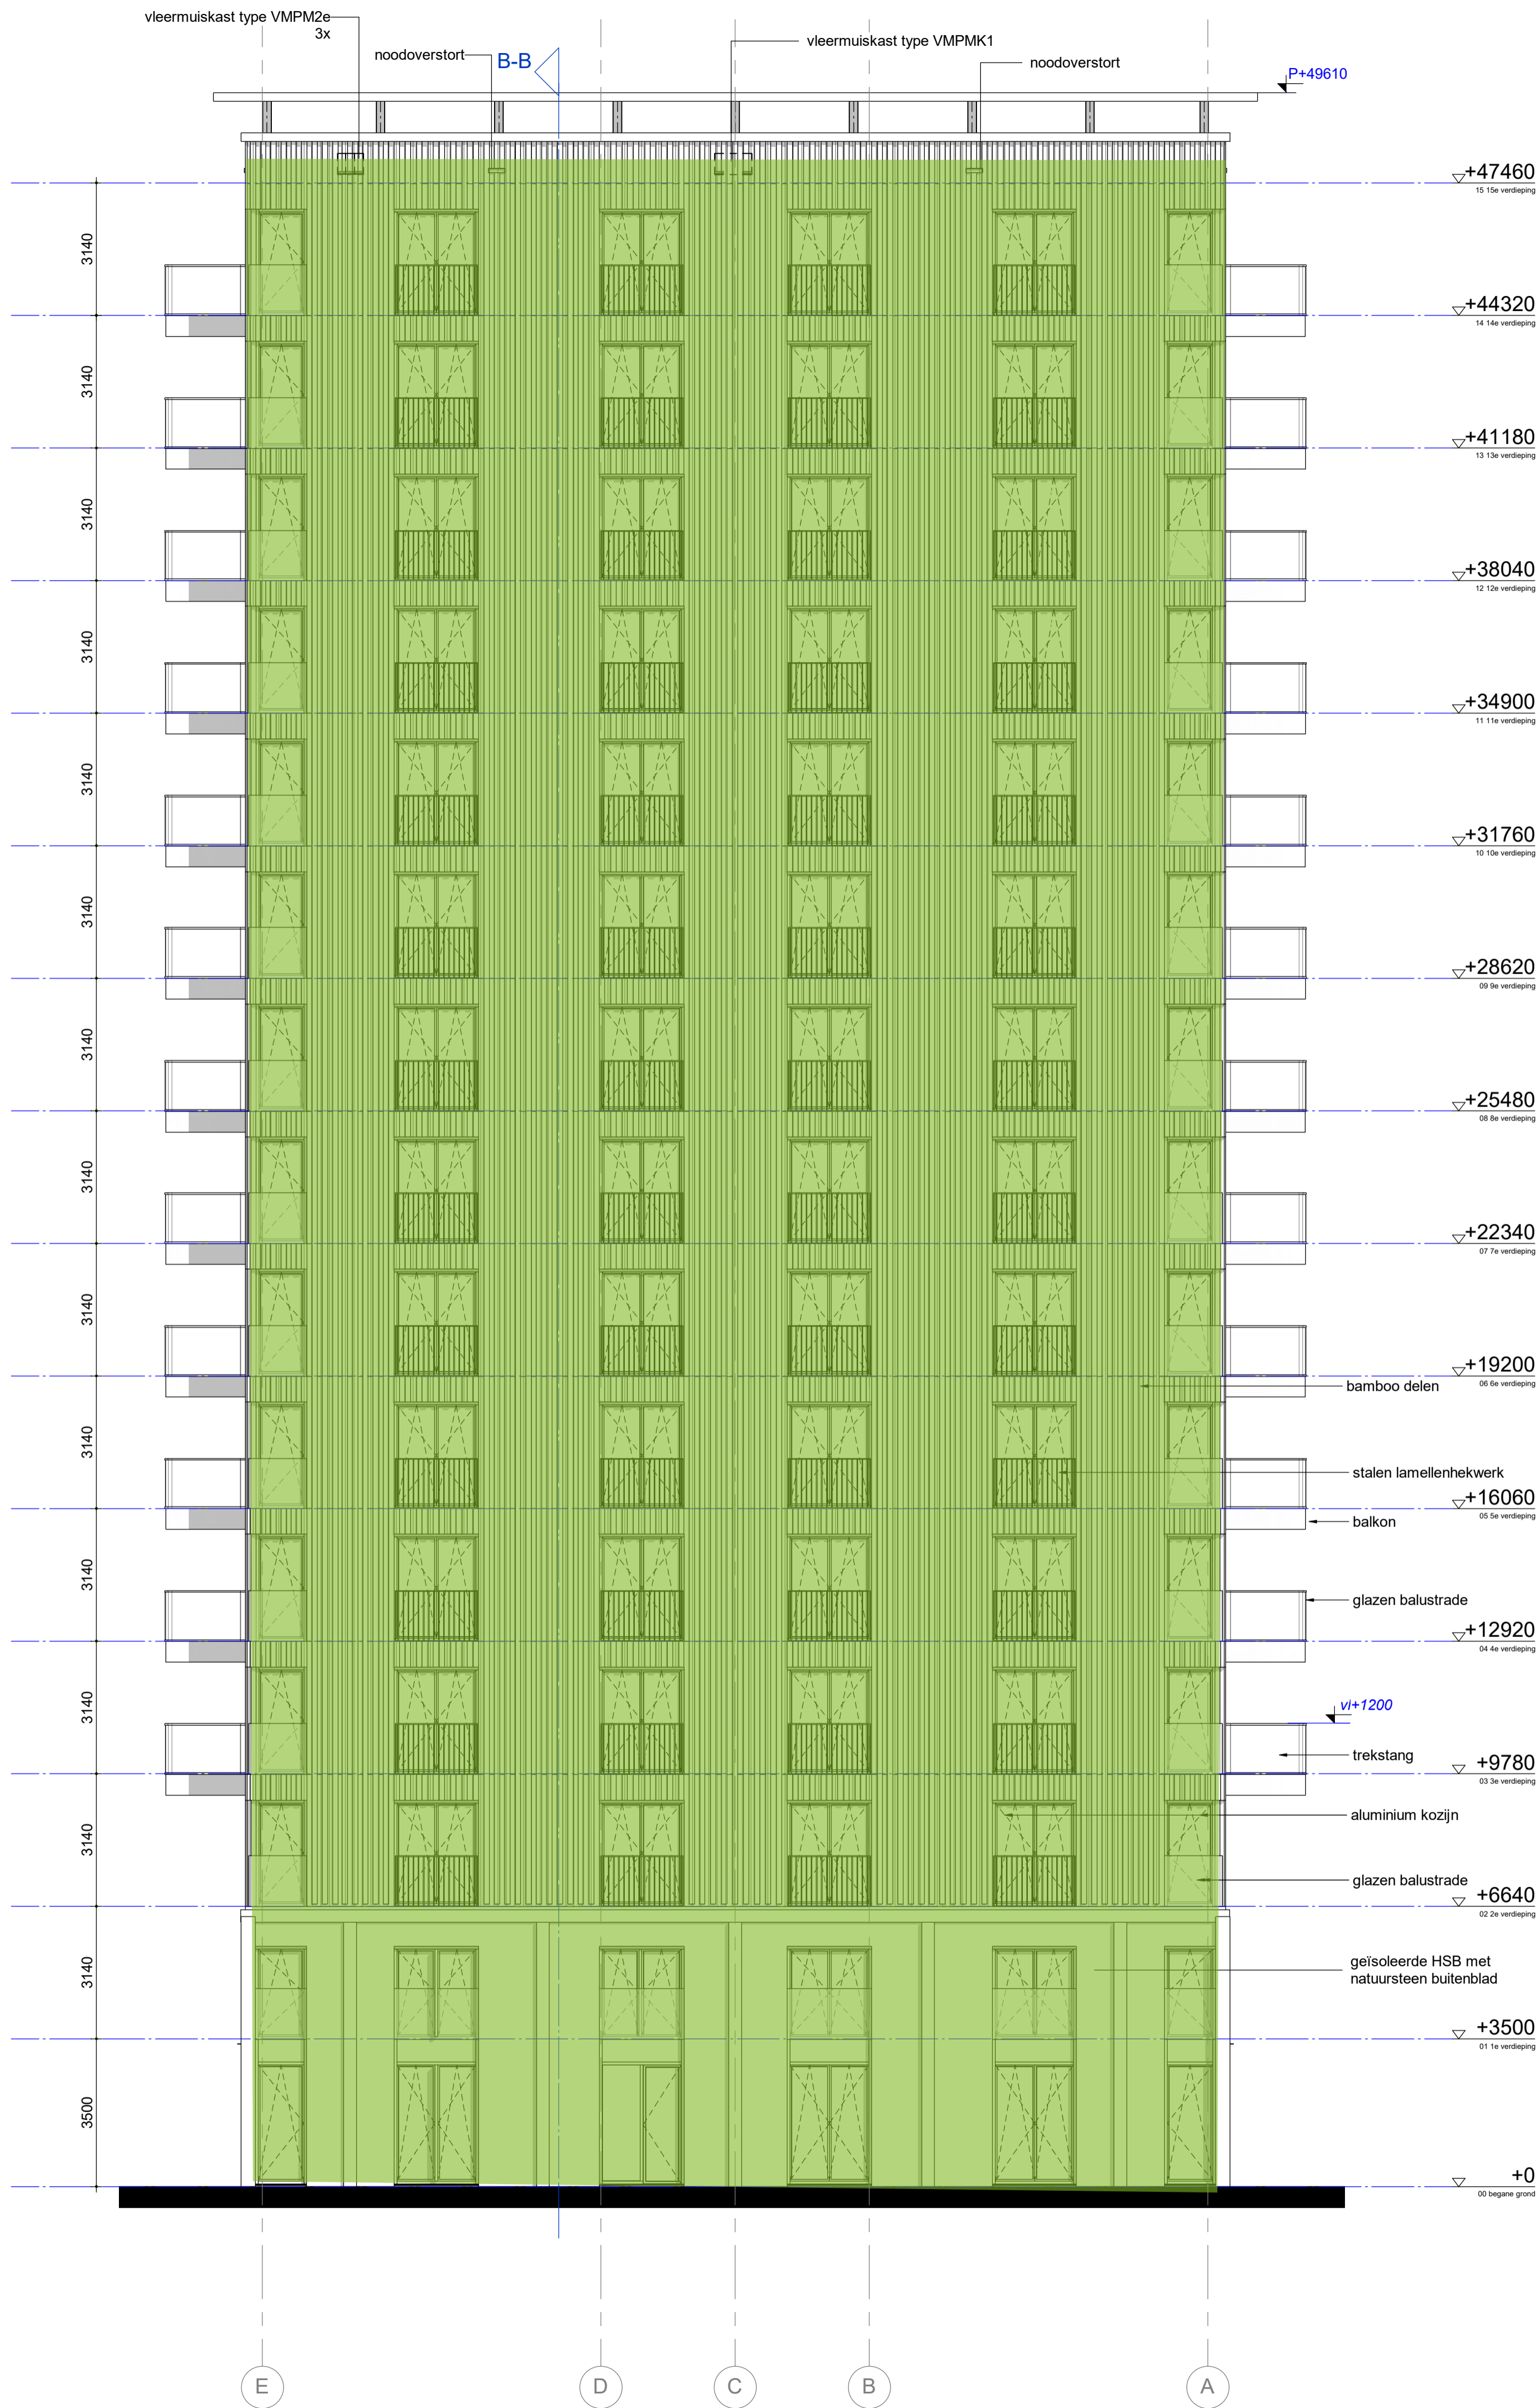 vleermuiskast type VMPM2e
3x
noodoverstort
B-B
vleermuiskast type VMPMK1
noodoverstort
P+49610
+47460
15 15e verdieping
3140
+44320
14 14e verdieping
3140
+41180
13 13e verdieping
3140
+38040
12 12e verdieping
3140
+34900
11 11e verdieping
3140
+31760
10 10e verdieping
3140
+28620
09 9e verdieping
3140
+25480
08 8e verdieping
3140
+22340
07 7e verdieping
3140
+19200
06 6e verdieping
bamboo delen
3140
stalen lamellenhekwerk
+16060
05 5e verdieping
balkon
3140
glazen balustrade
+12920
04 4e verdieping
3140
vl+1200
trekstang
+9780
03 3e verdieping
3140
aluminium kozijn
glazen balustrade
+6640
02 2e verdieping
3140
geïsoleerde HSB met
natuursteen buitenblad
+3500
01 1e verdieping
3500
+0
00 begane grond
E
D
C
B
A